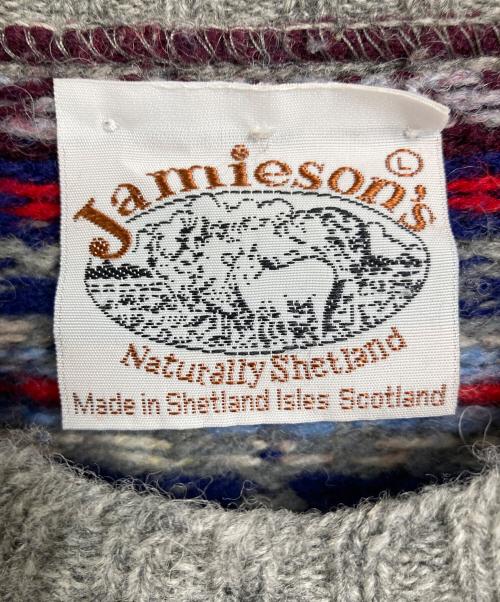 Jamieson's
L
Naturally Shetland
Made in Shetland Isles Scotland